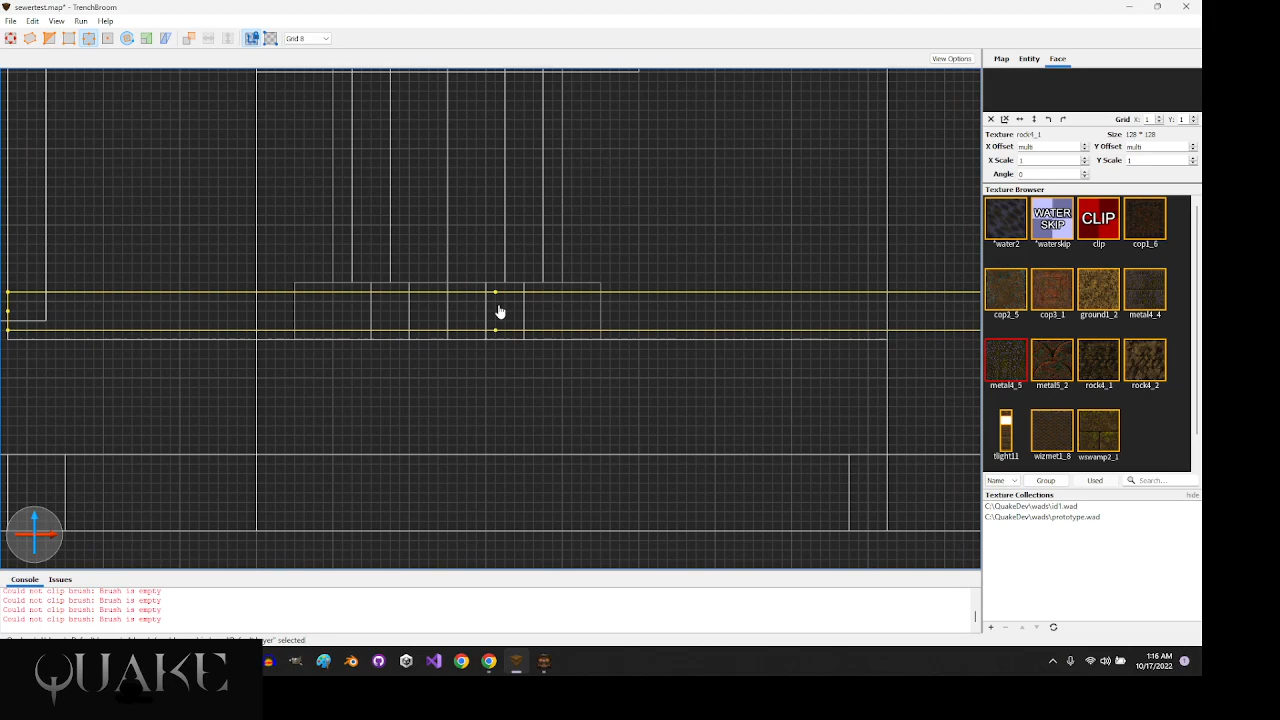 sewertest.map* - TrenchBroom
File Edit View Run Help
Grid 8
View Options
Map Entity Face
Grid X: 1 Y: 1
Texture rock4_1 Size 128 * 128
X Offset multi Y Offset multi
X Scale 1 Y Scale 1
Angle 0
Texture Browser
WATER SKIP
CLIP
*water2 *waterskip clip cop1_6
cop2_5 cop3_1 ground1_2 metal4_4
metal4_5 metal5_2 rock4_1 rock4_2
tlight11 wizmet1_8 wswamp2_1
Name Group Used Search...
Texture Collections hide
C:\QuakeDev\wads\id1.wad
C:\QuakeDev\wads\prototype.wad
Console Issues
Could not clip brush: Brush is empty
Could not clip brush: Brush is empty
Could not clip brush: Brush is empty
Could not clip brush: Brush is empty
selected
QUAKE
1:16 AM
10/17/2022
1